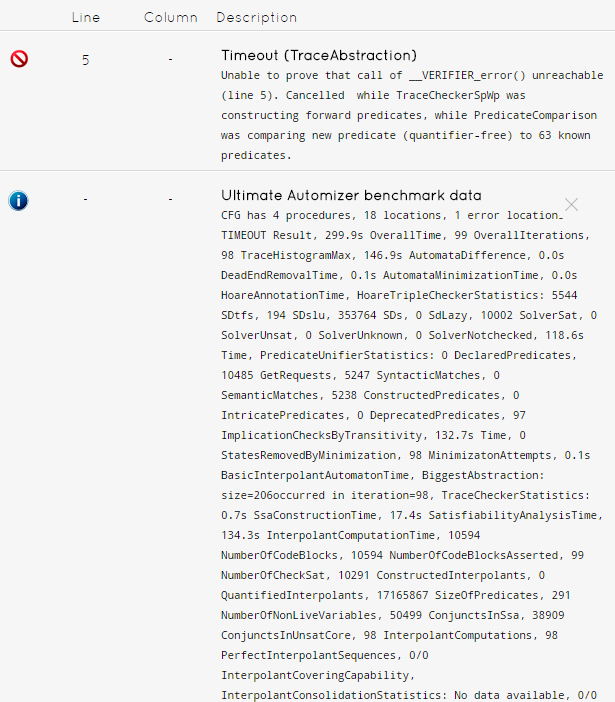 Line Column Description
5 - Timeout (TraceAbstraction)
Unable to prove that call of __VERIFIER_error() unreachable
(line 5). Cancelled  while TraceCheckerSpWp was
constructing forward predicates, while PredicateComparison
was comparing new predicate (quantifier-free) to 63 known
predicates.
- - Ultimate Automizer benchmark data
CFG has 4 procedures, 18 locations, 1 error location_
TIMEOUT Result, 299.9s OverallTime, 99 OverallIterations,
98 TraceHistogramMax, 146.9s AutomataDifference, 0.0s
DeadEndRemovalTime, 0.1s AutomataMinimizationTime, 0.0s
HoareAnnotationTime, HoareTripleCheckerStatistics: 5544
SDtfs, 194 SDslu, 353764 SDs, 0 SdLazy, 10002 SolverSat, 0
SolverUnsat, 0 SolverUnknown, 0 SolverNotchecked, 118.6s
Time, PredicateUnifierStatistics: 0 DeclaredPredicates,
10485 GetRequests, 5247 SyntacticMatches, 0
SemanticMatches, 5238 ConstructedPredicates, 0
IntricatePredicates, 0 DeprecatedPredicates, 97
ImplicationChecksByTransitivity, 132.7s Time, 0
StatesRemovedByMinimization, 98 MinimizatonAttempts, 0.1s
BasicInterpolantAutomatonTime, BiggestAbstraction:
size=206occurred in iteration=98, TraceCheckerStatistics:
0.7s SsaConstructionTime, 17.4s SatisfiabilityAnalysisTime,
134.3s InterpolantComputationTime, 10594
NumberOfCodeBlocks, 10594 NumberOfCodeBlocksAsserted, 99
NumberOfCheckSat, 10291 ConstructedInterpolants, 0
QuantifiedInterpolants, 17165867 SizeOfPredicates, 291
NumberOfNonLiveVariables, 50499 ConjunctsInSsa, 38909
ConjunctsInUnsatCore, 98 InterpolantComputations, 98
PerfectInterpolantSequences, 0/0
InterpolantCoveringCapability,
InterpolantConsolidationStatistics: No data available, 0/0